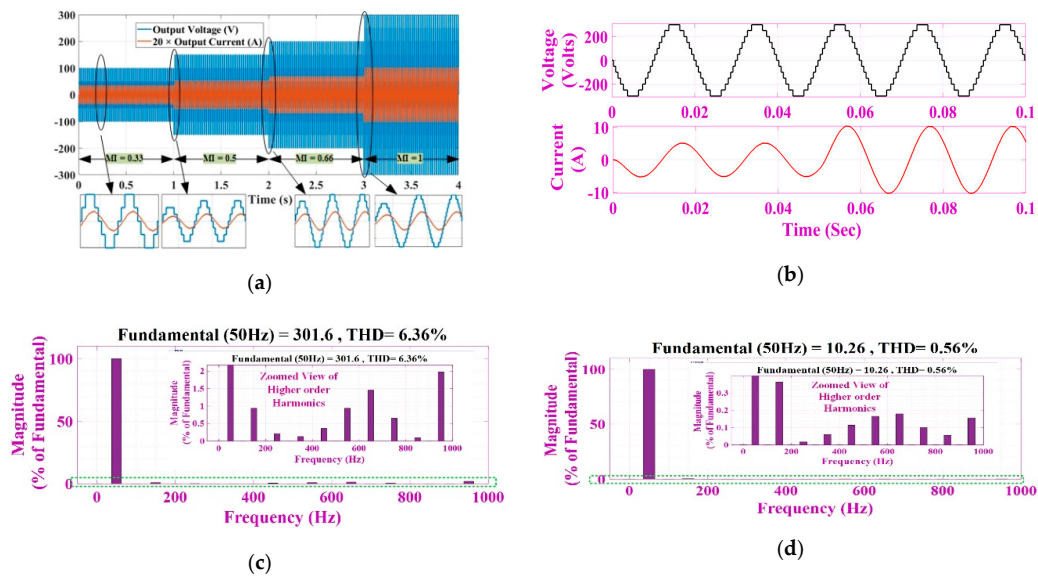 (a)
300
200
100
0
-100
200
300
Output Voltage (V)
20 × Output Current (A)
MI = 0.33
MI = 0.5
MI = 0.66
MI = 1
0 0.5 1 1.5 2 2.5 3 3.5 4
Time (s)
(a)
Voltage
(Volts)
200
0
-200
0 0.02 0.04 0.06 0.08 0.1
Current
(A)
10
0
-10
0 0.02 0.04 0.06 0.08 0.1
Time (Sec)
(b)
Fundamental (50Hz) = 301.6 , THD= 6.36%
Magnitude
(% of Fundamental)
100
50
0
Fundamental (50Hz) = 301.6 , THD= 6.36%
Zoomed View of
Higher order
Harmonics
Magnitude
(% of Fundamental)
2
1.5
1
0.5
0
0 200 400 600 800 1000
Frequency (Hz)
0 200 400 600 800 1000
Frequency (Hz)
(c)
Fundamental (50Hz) = 10.26 , THD= 0.56%
Magnitude
(% of Fundamental)
100
50
0
Fundamental (50Hz) = 10.26 , THD= 0.56%
Zoomed View of
Higher order
Harmonics
Magnitude
(% of Fundamental)
0.4
0.3
0.2
0.1
0
0 200 400 600 800 1000
Frequency (Hz)
0 200 400 600 800 1000
Frequency (Hz)
(d)